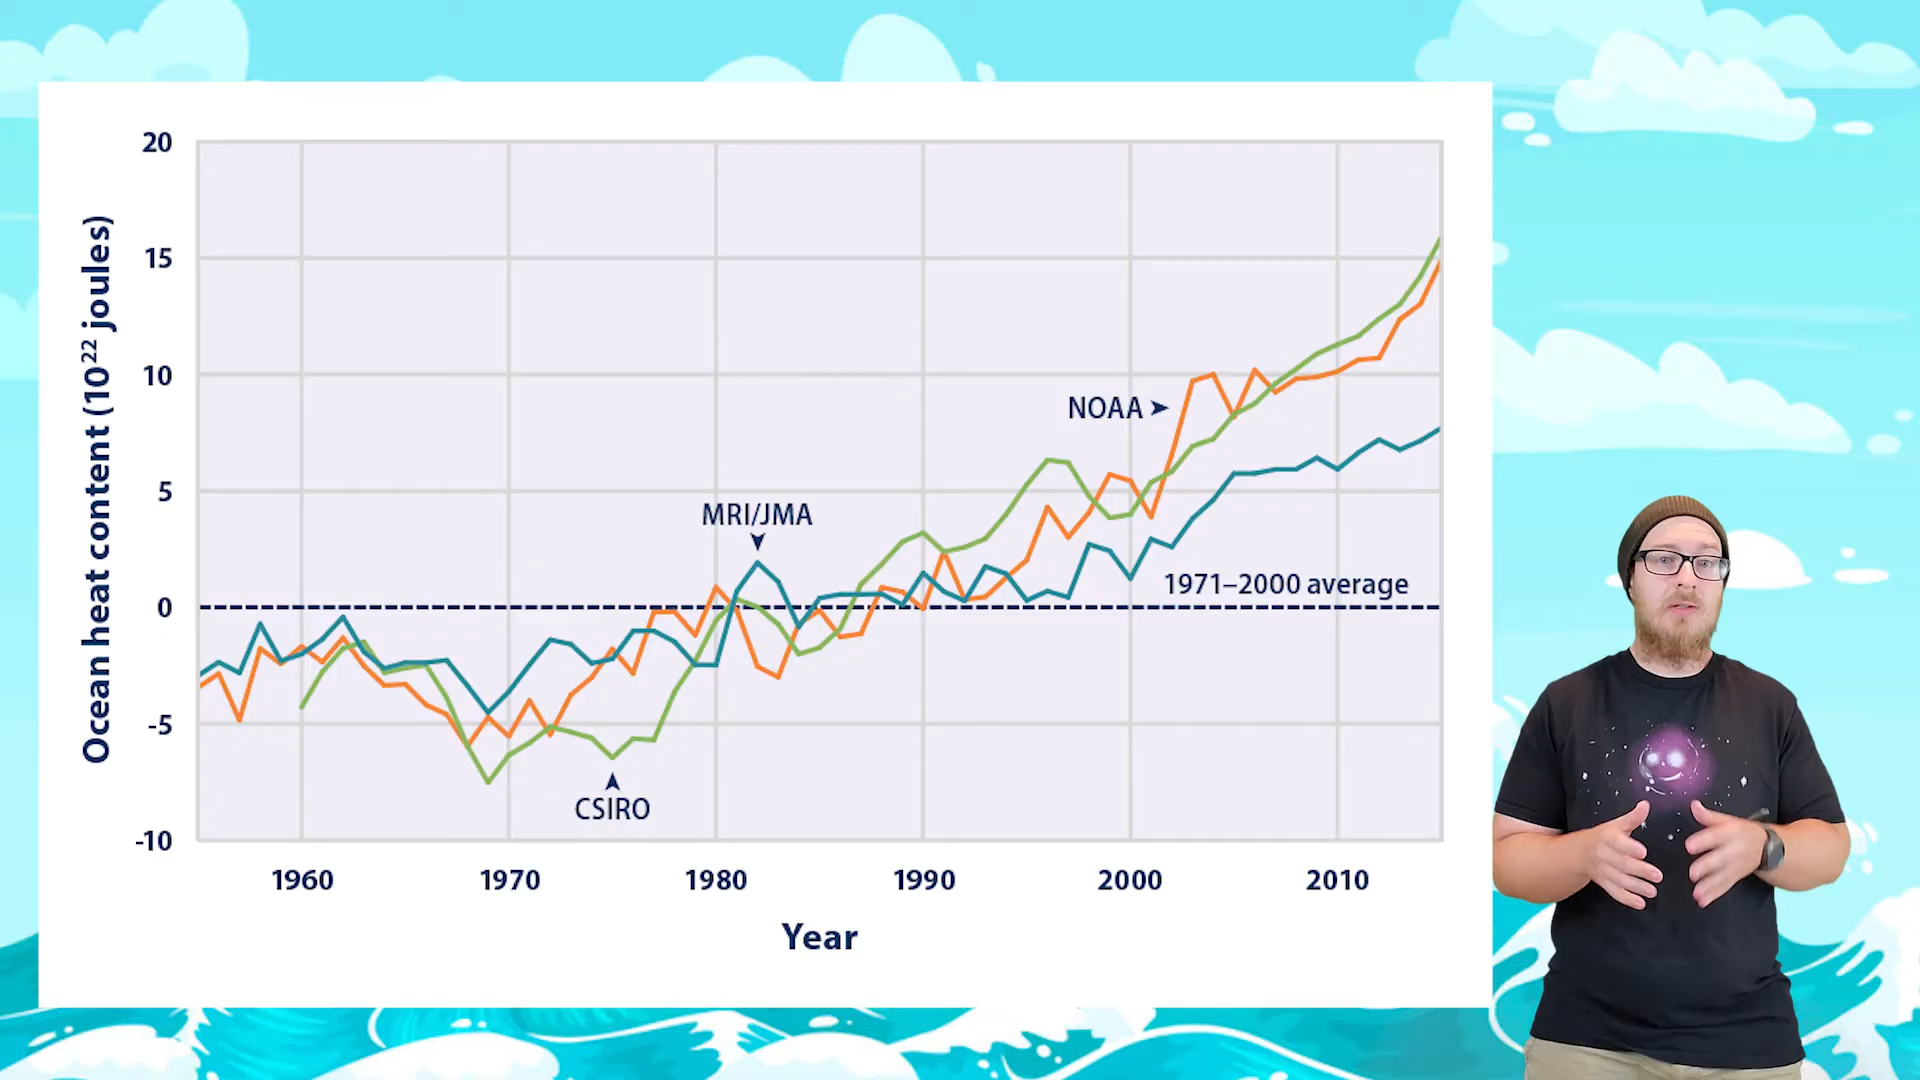 Ocean heat content (10²² joules)
20
15
10
5
0
-5
-10
NOAA
MRI/JMA
1971–2000 average
CSIRO
1960 1970 1980 1990 2000 2010
Year